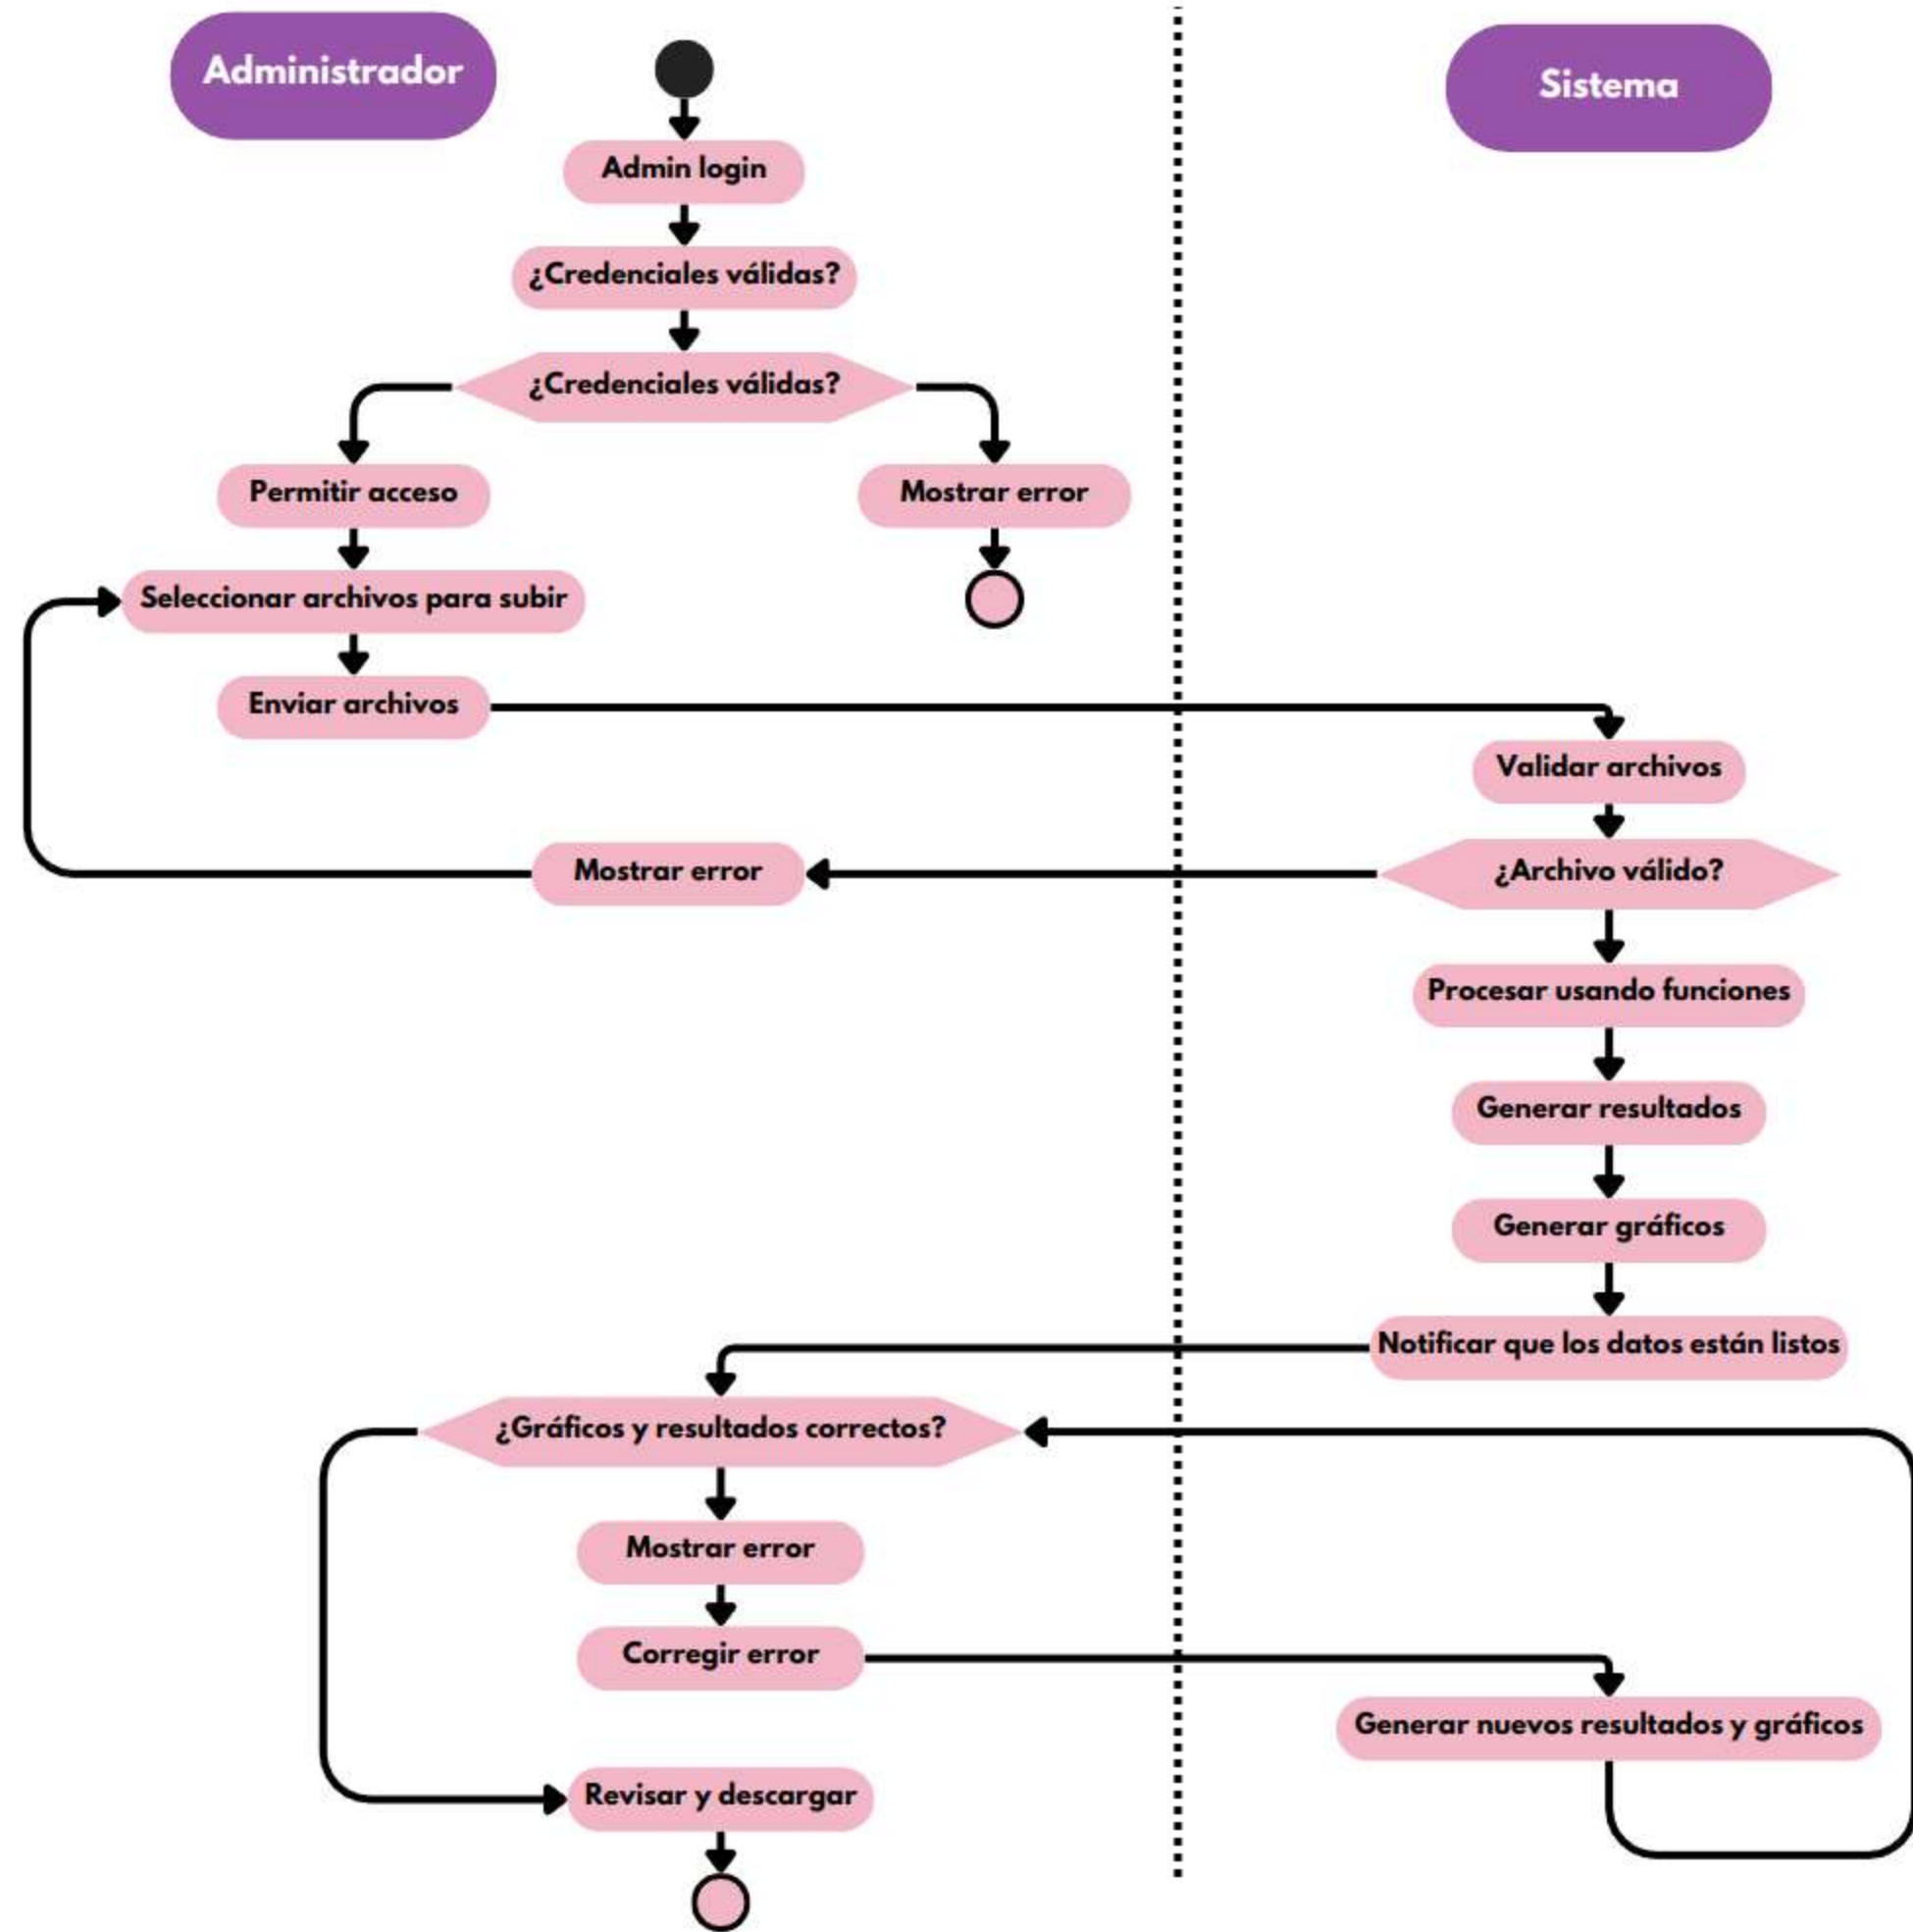 Administrador
Sistema
Admin login
¿Credenciales válidas?
¿Credenciales válidas?
Permitir acceso
Mostrar error
Seleccionar archivos para subir
Enviar archivos
Validar archivos
Mostrar error
¿Archivo válido?
Procesar usando funciones
Generar resultados
Generar gráficos
Notificar que los datos están listos
¿Gráficos y resultados correctos?
Mostrar error
Corregir error
Generar nuevos resultados y gráficos
Revisar y descargar